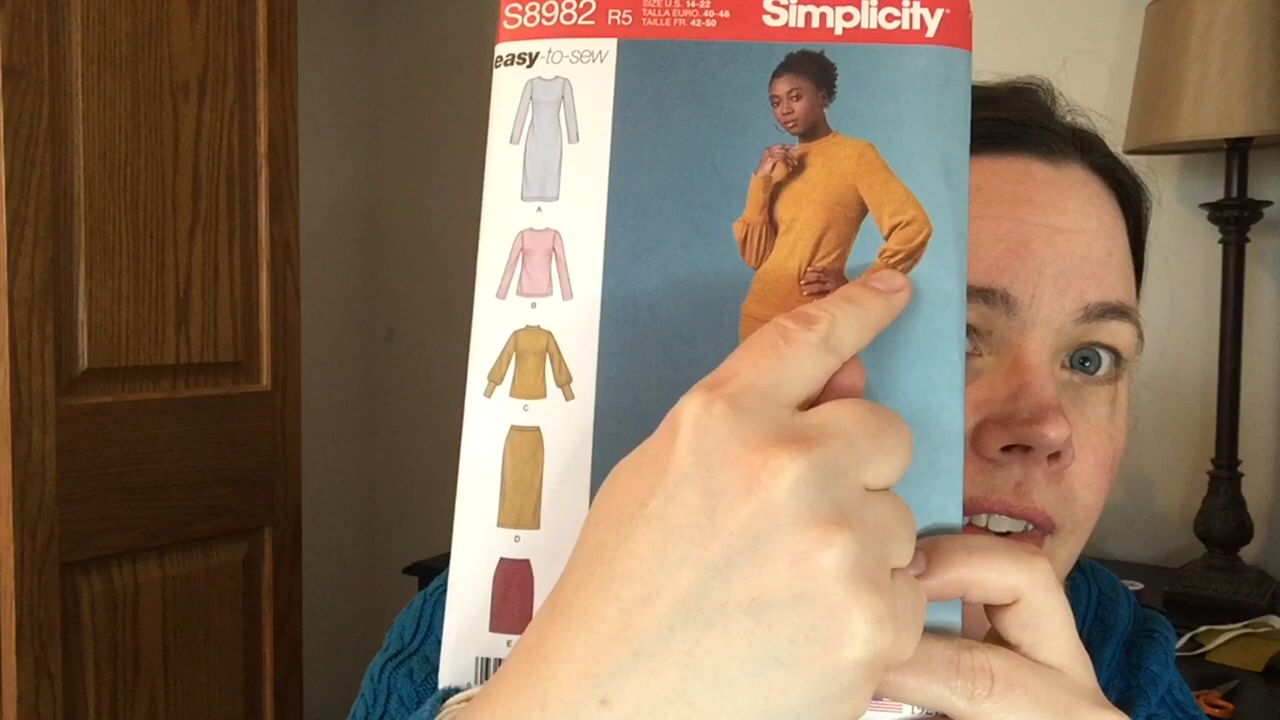 S8982 R5
SIZE U.S. 14-22
TALLA EURO. 40-48
TAILLE FR. 42-50
Simplicity
easy-to-sew
A
B
C
D
E